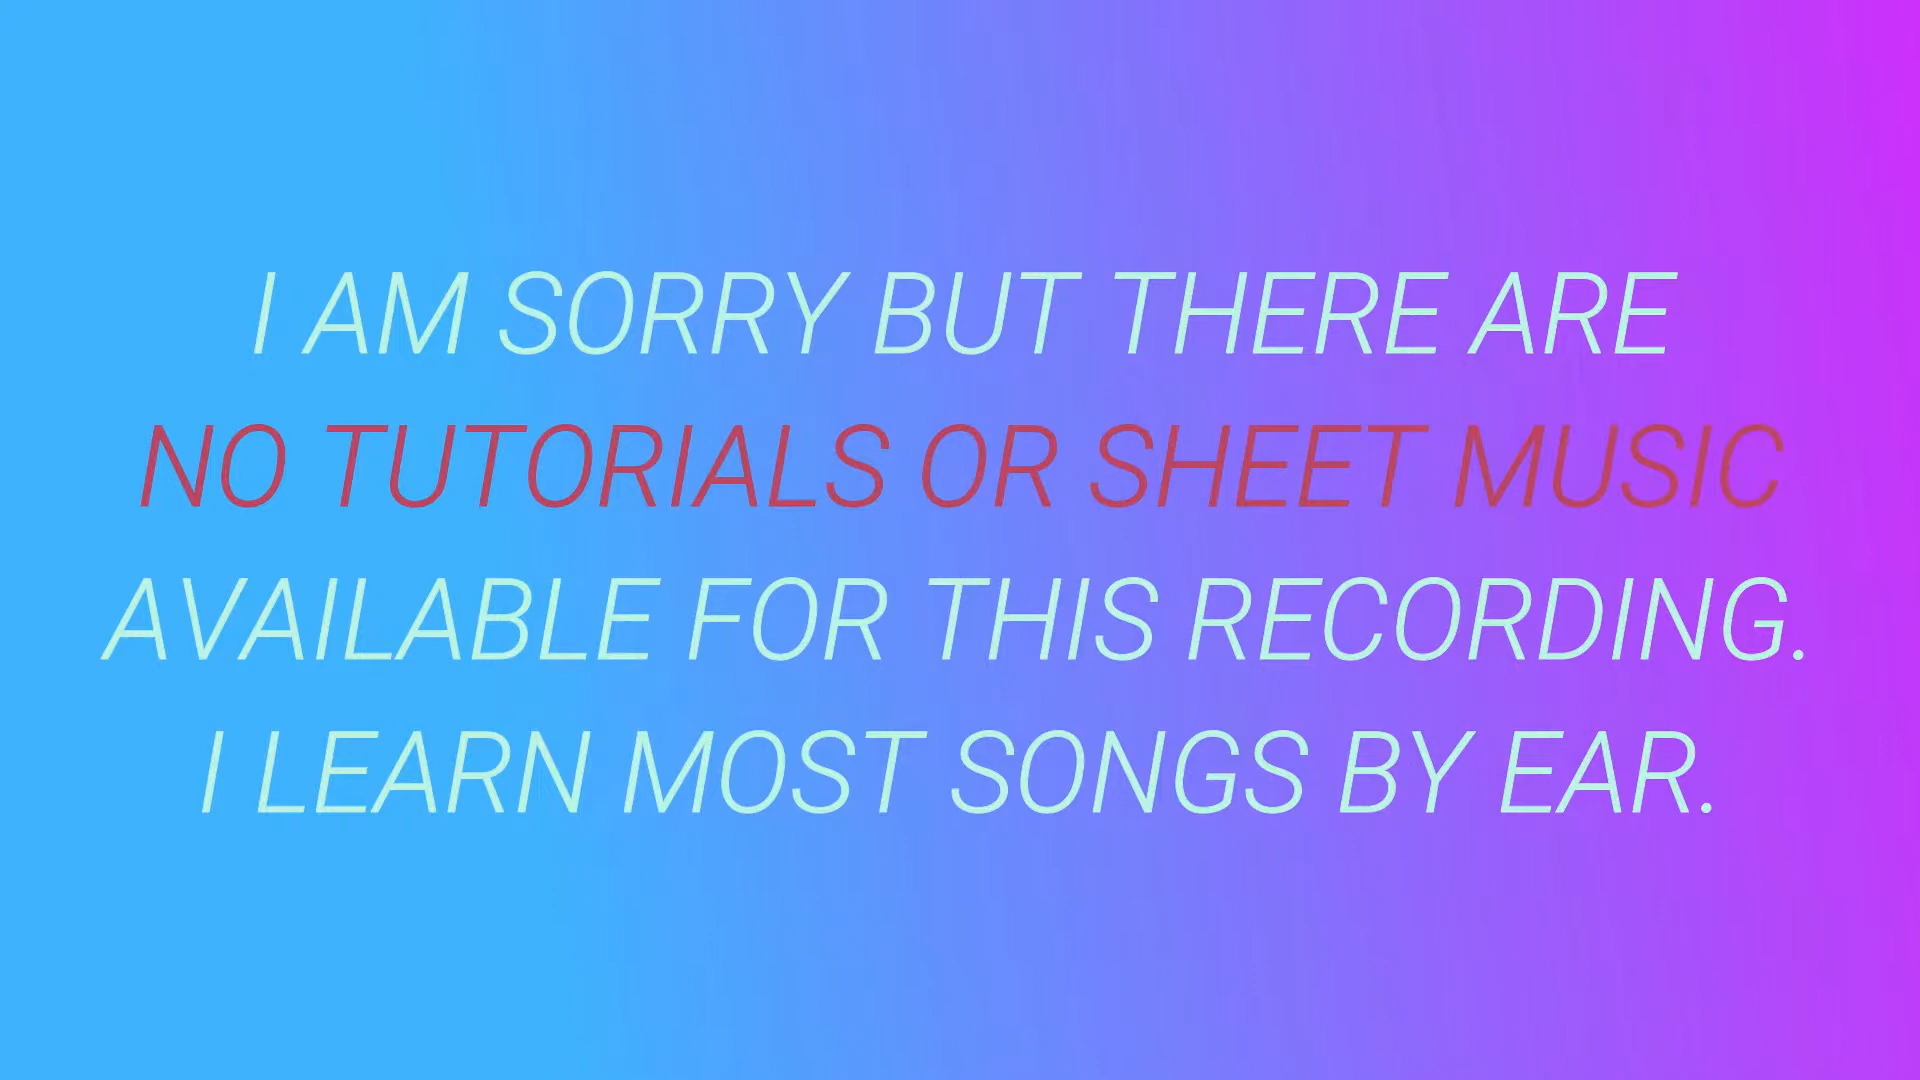 I AM SORRY BUT THERE ARE
NO TUTORIALS OR SHEET MUSIC
AVAILABLE FOR THIS RECORDING.
I LEARN MOST SONGS BY EAR.